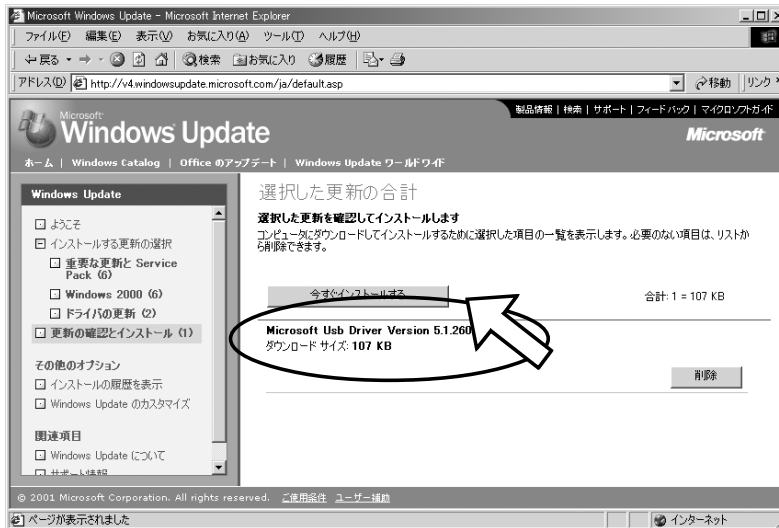 Microsoft Windows Update - Microsoft Internet Explorer
ファイル(F) 編集(E) 表示(V) お気に入り(A) ツール(T) ヘルプ(H)
戻る 検索 お気に入り 履歴
アドレス(D) http://v4.windowsupdate.microsoft.com/ja/default.asp 移動 リンク
製品情報 | 検索 | サポート | フィードバック | マイクロソフトガイド
Microsoft
Windows Update
Microsoft
ホーム | Windows Catalog | Office のアップデート | Windows Update ワールドワイド
Windows Update
ようこそ
インストールする更新の選択
重要な更新と Service
Pack (6)
Windows 2000 (6)
ドライバの更新 (2)
更新の確認とインストール (1)
その他のオプション
インストールの履歴を表示
Windows Update のカスタマイズ
関連項目
Windows Update について
サポート情報
選択した更新の合計
選択した更新を確認してインストールします
コンピュータにダウンロードしてインストールするために選択した項目の一覧を表示します。必要のない項目は、リストか
ら削除できます。
今すぐインストールする
合計: 1 = 107 KB
Microsoft Usb Driver Version 5.1.260
ダウンロード サイズ: 107 KB
削除
© 2001 Microsoft Corporation. All rights reserved. ご使用条件 ユーザー補助
ページが表示されました インターネット